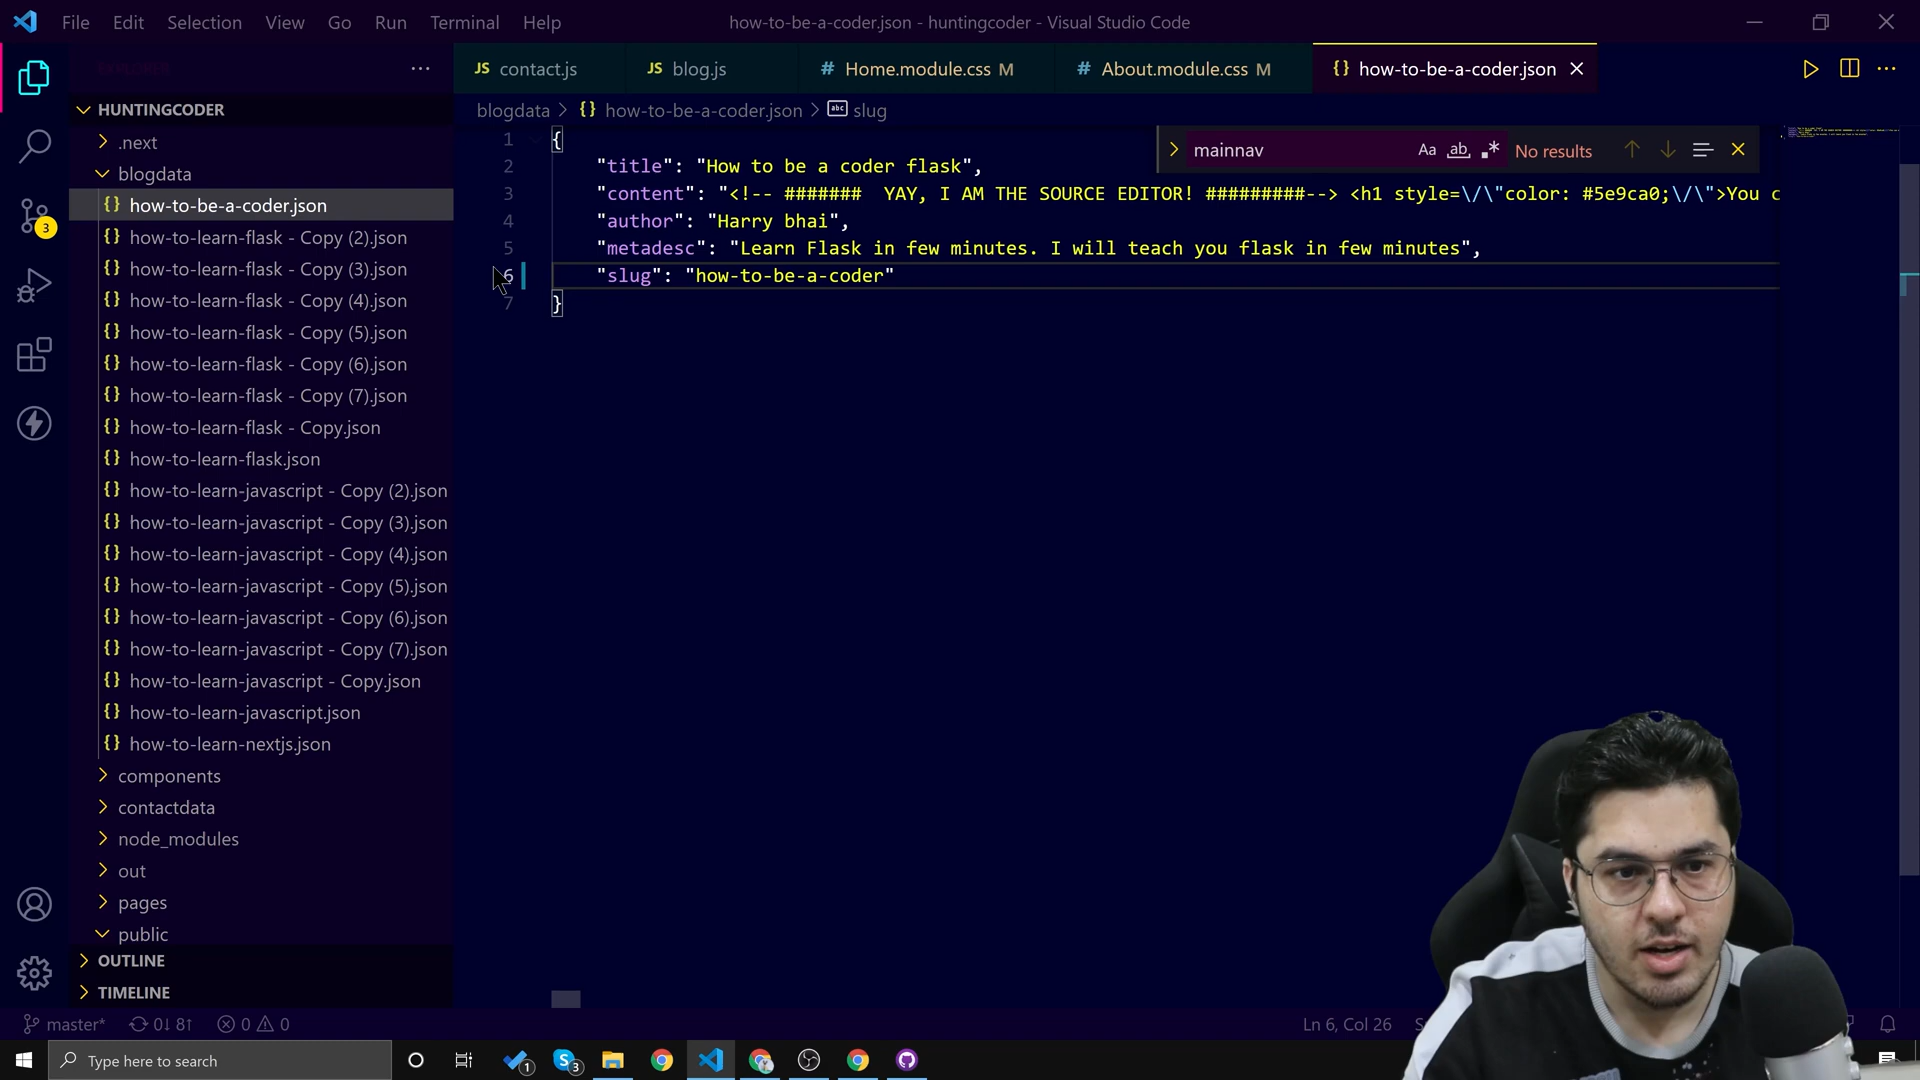 File Edit Selection View Go Run Terminal Help
how-to-be-a-coder.json - huntingcoder - Visual Studio Code
JS contact.js
JS blog.js
# Home.module.css M
# About.module.css M
{} how-to-be-a-coder.json
HUNTINGCODER
.next
blogdata
{} how-to-be-a-coder.json
{} how-to-learn-flask - Copy (2).json
{} how-to-learn-flask - Copy (3).json
{} how-to-learn-flask - Copy (4).json
{} how-to-learn-flask - Copy (5).json
{} how-to-learn-flask - Copy (6).json
{} how-to-learn-flask - Copy (7).json
{} how-to-learn-flask - Copy.json
{} how-to-learn-flask.json
{} how-to-learn-javascript - Copy (2).json
{} how-to-learn-javascript - Copy (3).json
{} how-to-learn-javascript - Copy (4).json
{} how-to-learn-javascript - Copy (5).json
{} how-to-learn-javascript - Copy (6).json
{} how-to-learn-javascript - Copy (7).json
{} how-to-learn-javascript - Copy.json
{} how-to-learn-javascript.json
{} how-to-learn-nextjs.json
components
contactdata
node_modules
out
pages
public
OUTLINE
TIMELINE
3
blogdata > {} how-to-be-a-coder.json > abc slug
mainnav Aa ab No results
1 {
2 "title": "How to be a coder flask",
3 "content": "<!-- ####### YAY, I AM THE SOURCE EDITOR! #########--> <h1 style=\/\"color: #5e9ca0;\/\">You c
4 "author": "Harry bhai",
5 "metadesc": "Learn Flask in few minutes. I will teach you flask in few minutes",
6 "slug": "how-to-be-a-coder"
7 }
master* 0↓ 8↑ 0 0
Ln 6, Col 26
Type here to search
1
3